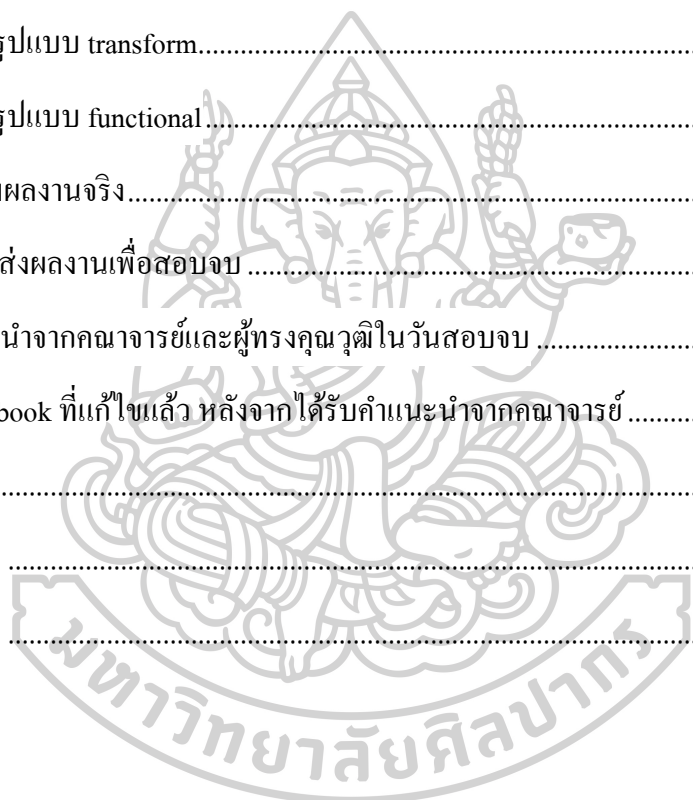 รูปแบบ transform................................................................
รูปแบบ functional................................................................
ผลงานจริง................................................................
ส่งผลงานเพื่อสอบจบ................................................................
นำจากคณาจารย์และผู้ทรงคุณวุฒิในวันสอบจบ................................
book ที่แก้ไขแล้ว หลังจากได้รับคำแนะนำจากคณาจารย์................
................................................................
................................................................
................................................................
มหาวิทยาลัยศิลปากร